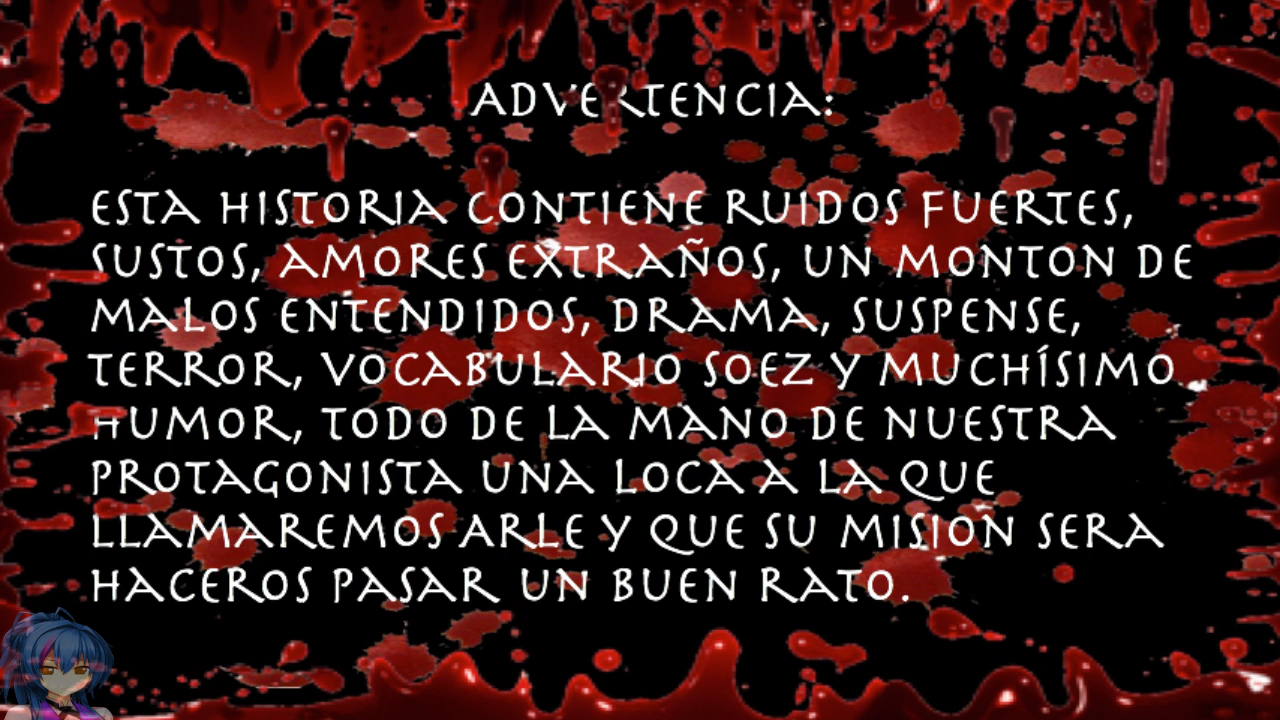 ADVERTENCIA:
ESTA HISTORIA CONTIENE RUIDOS FUERTES,
SUSTOS, AMORES EXTRAÑOS, UN MONTON DE
MALOS ENTENDIDOS, DRAMA, SUSPENSE,
TERROR, VOCABULARIO SOEZ Y MUCHÍSIMO
HUMOR, TODO DE LA MANO DE NUESTRA
PROTAGONISTA UNA LOCA A LA QUE
LLAMAREMOS ARLE Y QUE SU MISION SERA
HACEROS PASAR UN BUEN RATO.